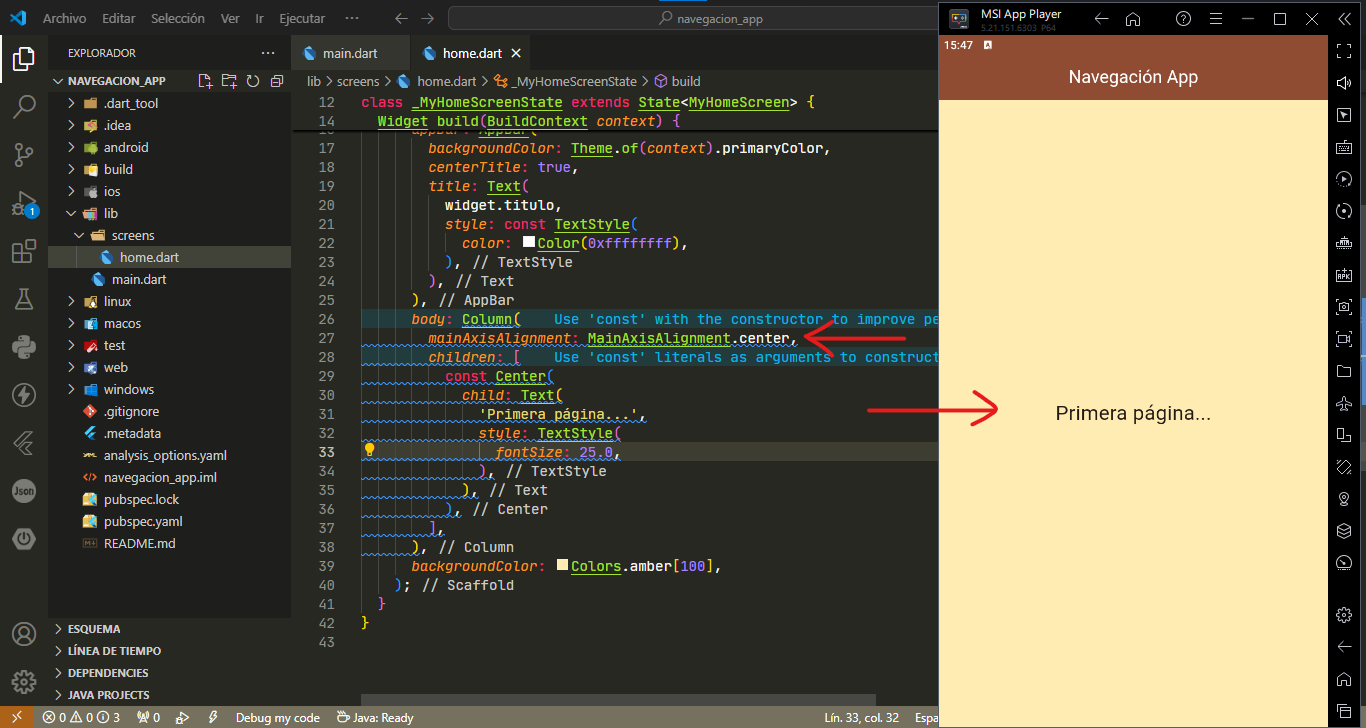 Archivo Editar Selección Ver Ir Ejecutar ··· navegacion_app
MSI App Player
5.21.151.6303 P64
EXPLORADOR ···
main.dart home.dart
15:47
Navegación App
NAVEGACION_APP
lib > screens > home.dart > _MyHomeScreenState > build
.dart_tool
.idea
android
build
ios
lib
screens
home.dart
main.dart
linux
macos
test
web
windows
.gitignore
.metadata
analysis_options.yaml
navegacion_app.iml
pubspec.lock
pubspec.yaml
README.md
ESQUEMA
LÍNEA DE TIEMPO
DEPENDENCIES
JAVA PROJECTS
1
Json
12 class _MyHomeScreenState extends State<MyHomeScreen> {
14 Widget build(BuildContext context) {
16 appBar: AppBar(
17 backgroundColor: Theme.of(context).primaryColor,
18 centerTitle: true,
19 title: Text(
20 widget.titulo,
21 style: const TextStyle(
22 color: Color(0xffffffff),
23 ), // TextStyle
24 ), // Text
25 ), // AppBar
26 body: Column( Use 'const' with the constructor to improve pe
27 mainAxisAlignment: MainAxisAlignment.center,
28 children: [ Use 'const' literals as arguments to construct
29 const Center(
30 child: Text(
31 'Primera página...',
32 style: TextStyle(
33 fontSize: 25.0,
34 ), // TextStyle
35 ), // Text
36 ), // Center
37 ],
38 ), // Column
39 backgroundColor: Colors.amber[100],
40 ); // Scaffold
41 }
42 }
43
Primera página...
APK
0 0 3 0 Debug my code Java: Ready Lín. 33, col. 32 Espa